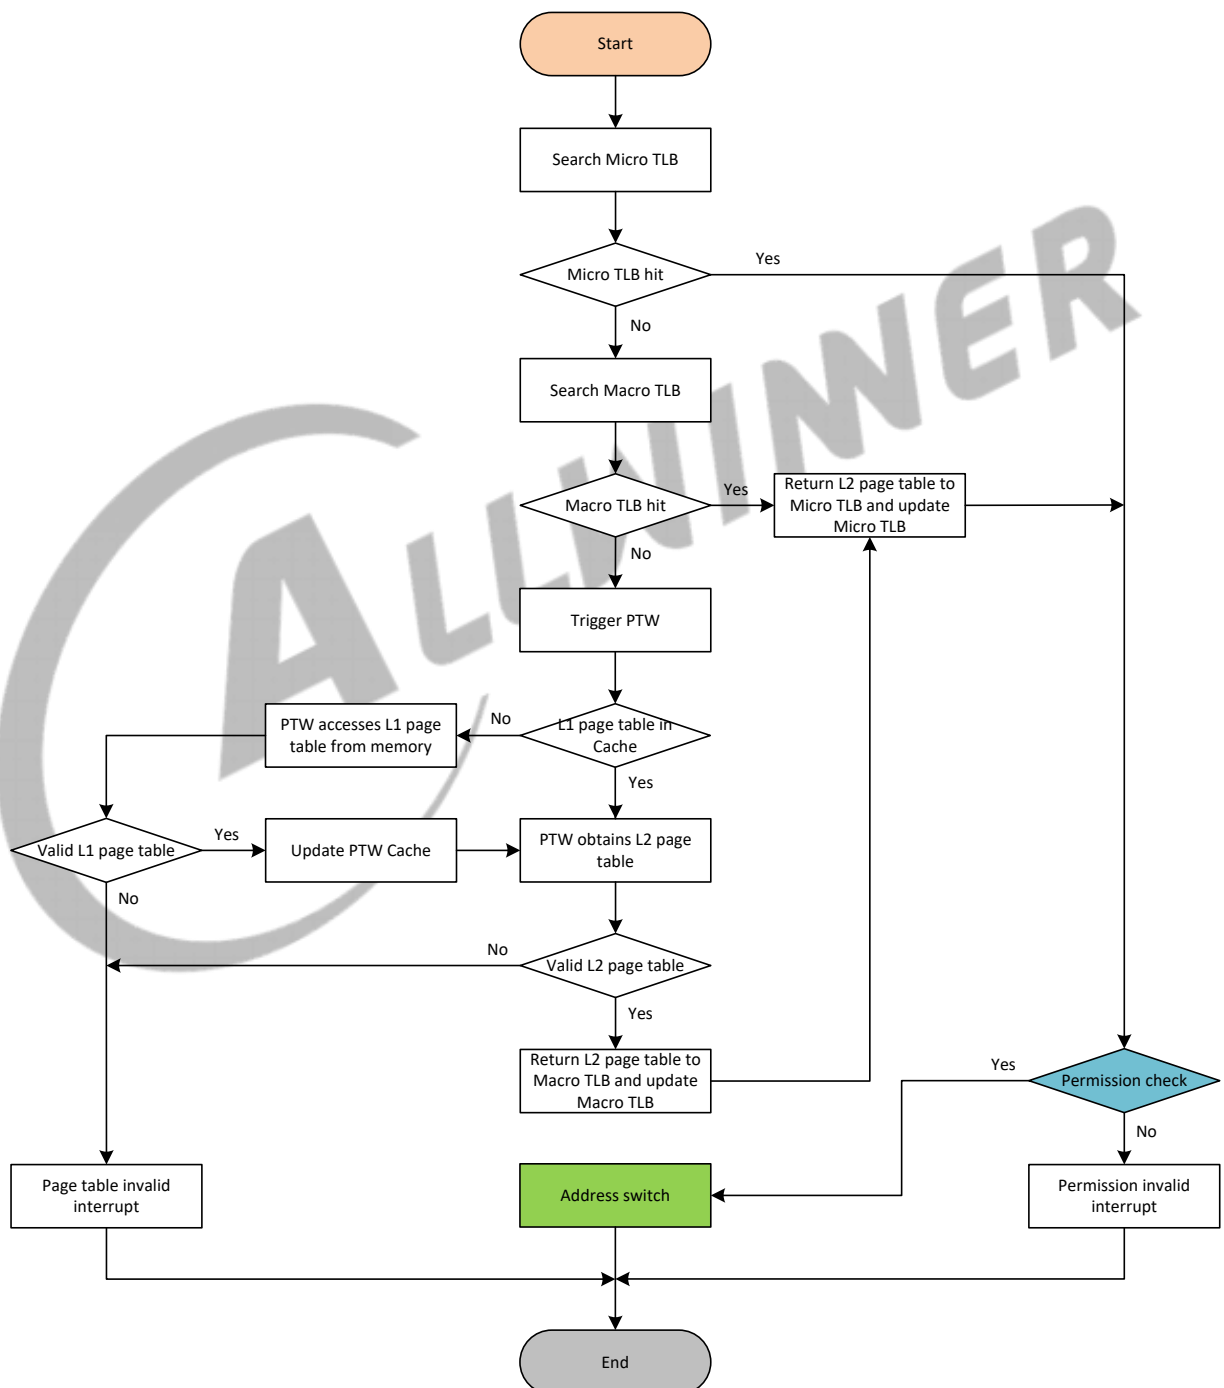 Start
Search Micro TLB
Micro TLB hit
Yes
No
Search Macro TLB
Macro TLB hit
Yes
Return L2 page table to
Micro TLB and update
Micro TLB
No
Trigger PTW
PTW accesses L1 page
table from memory
No
L1 page table in
Cache
Yes
Valid L1 page table
Yes
Update PTW Cache
PTW obtains L2 page
table
No
No
Valid L2 page table
Yes
Return L2 page table to
Macro TLB and update
Macro TLB
Yes
Permission check
No
Page table invalid
interrupt
Address switch
Permission invalid
interrupt
End
ALLWINNER